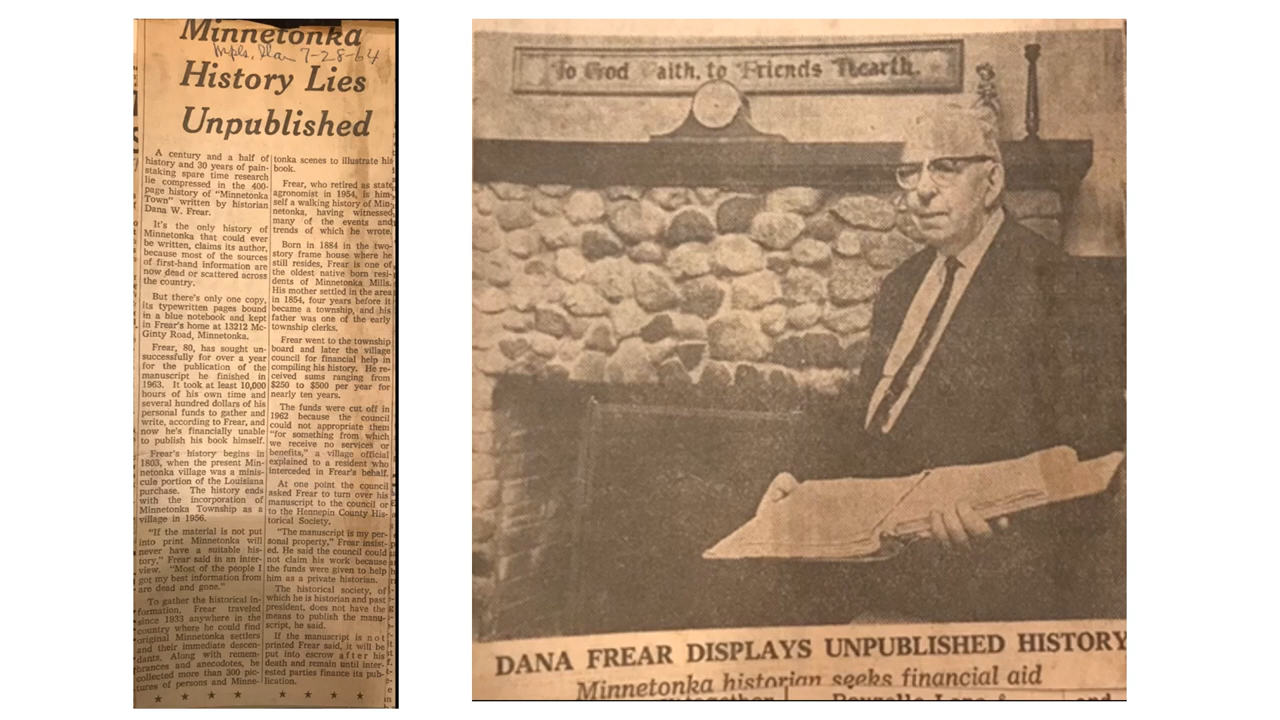 Minnetonka
Mpls. Star 7-28-64
History Lies
Unpublished
A century and a half of
history and 30 years of pain-
staking spare time research
lie compressed in the 400-
page history of "Minnetonka
Town" written by historian
Dana W. Frear.
It's the only history of
Minnetonka that could ever
be written, claims its author,
because most of the sources
of first-hand information are
now dead or scattered across
the country.
But there's only one copy,
its typewritten pages bound
in a blue notebook and kept
in Frear's home at 13212 Mc-
Ginty Road, Minnetonka.
Frear, 80, has sought un-
successfully for over a year
for the publication of the
manuscript he finished in
1963. It took at least 10,000
hours of his own time and
several hundred dollars of his
personal funds to gather and
write, according to Frear, and
now he's financially unable
to publish his book himself.
Frear's history begins in
1803, when the present Min-
netonka village was a minis-
cule portion of the Louisiana
purchase. The history ends
with the incorporation of
Minnetonka Township as a
village in 1956.
"If the material is not put
into print Minnetonka will
never have a suitable his-
tory," Frear said in an inter-
view. "Most of the people I
got my best information from
are dead and gone."
To gather the historical in-
formation, Frear traveled
since 1933 anywhere in the
country where he could find
original Minnetonka settlers
and their immediate descen-
dants. Along with remem-
brances and anecdotes, he
collected more than 300 pic-
tures of persons and Minne-
tonka scenes to illustrate his
book.
Frear, who retired as state
agronomist in 1954, is him-
self a walking history of Min-
netonka, having witnessed
many of the events and
trends of which he wrote.
Born in 1884 in the two-
story frame house where he
still resides, Frear is one of
the oldest native born resi-
dents of Minnetonka Mills.
His mother settled in the area
in 1854, four years before it
became a township, and his
father was one of the early
township clerks.
Frear went to the township
board and later the village
council for financial help in
compiling his history. He re-
ceived sums ranging from
$250 to $500 per year for
nearly ten years.
The funds were cut off in
1962 because the council
could not appropriate them
"for something from which
we receive no services or
benefits," a village official
explained to a resident who
interceded in Frear's behalf.
At one point the council
asked Frear to turn over his
manuscript to the council or
to the Hennepin County His-
torical Society.
"The manuscript is my per-
sonal property," Frear insist-
ed. He said the council could
not claim his work because
the funds were given to help
him as a private historian.
The historical society, of
which he is historian and past
president, does not have the
means to publish the manu-
script, he said.
If the manuscript is not
printed Frear said, it will be
put into escrow after his
death and remain until inter-
ested parties finance its pub-
lication.
To God Faith, to Friends Hearth.
DANA FREAR DISPLAYS UNPUBLISHED HISTORY
Minnetonka historian seeks financial aid